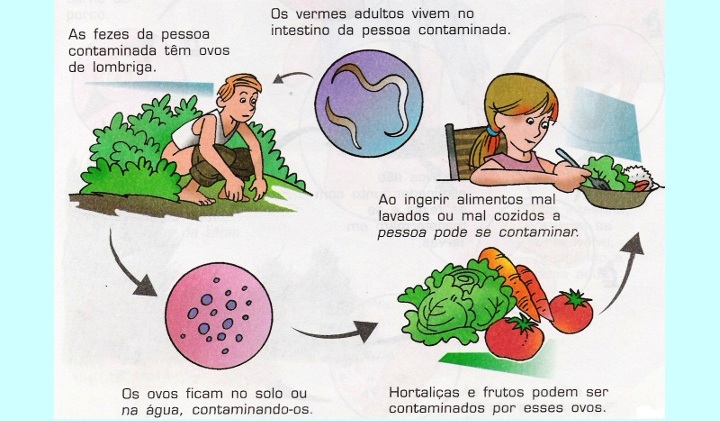 Os vermes adultos vivem no
intestino da pessoa contaminada.
As fezes da pessoa
contaminada têm ovos
de lombriga.
Ao ingerir alimentos mal
lavados ou mal cozidos a
pessoa pode se contaminar.
Os ovos ficam no solo ou
na água, contaminando-os.
Hortaliças e frutos podem ser
contaminados por esses ovos.